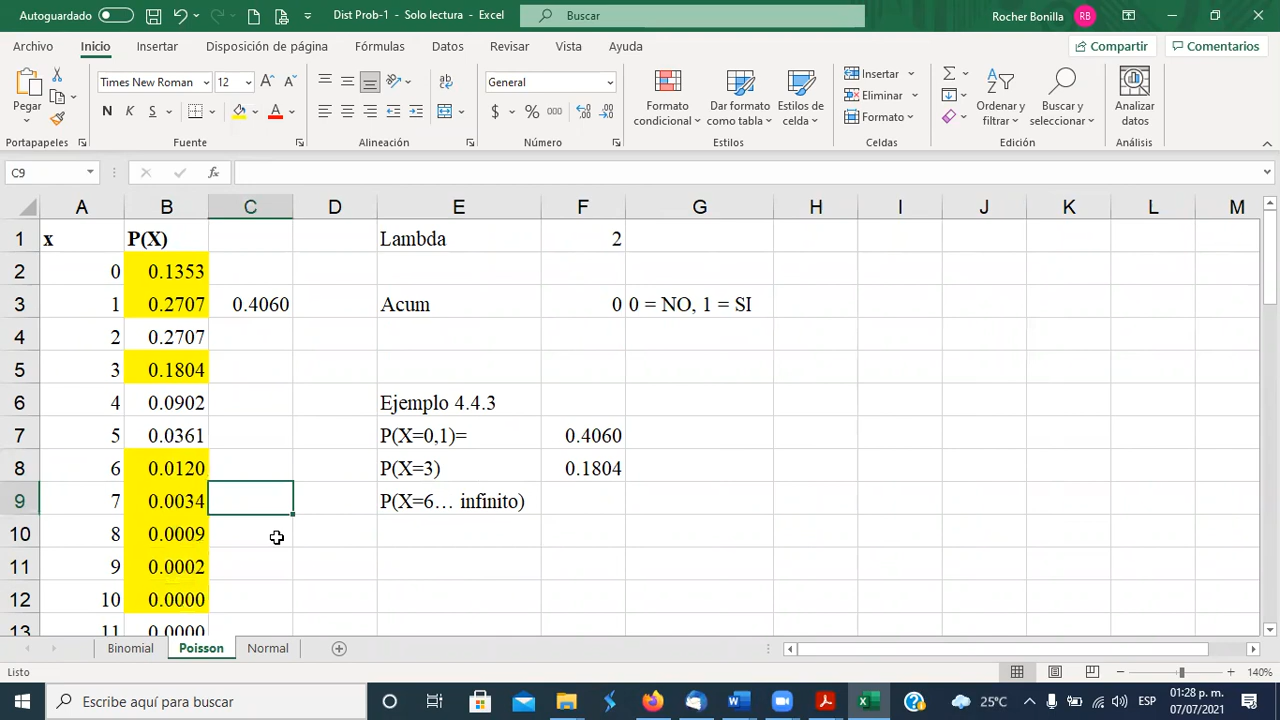 Autoguardado
Dist Prob-1 - Solo lectura - Excel
Buscar
Rocher Bonilla
RB
Archivo Inicio Insertar Disposición de página Fórmulas Datos Revisar Vista Ayuda
Compartir
Comentarios
Pegar
Times New Roman 12
N K S
General
$ % 000
Formato condicional
Dar formato como tabla
Estilos de celda
Insertar
Eliminar
Formato
Ordenar y filtrar
Buscar y seleccionar
Analizar datos
Portapapeles Fuente Alineación Número Estilos Celdas Edición Análisis
C9
fx
A B C D E F G H I J K L M
1 x P(X) Lambda 2
2 0 0.1353
3 1 0.2707 0.4060 Acum 0 0 = NO, 1 = SI
4 2 0.2707
5 3 0.1804
6 4 0.0902 Ejemplo 4.4.3
7 5 0.0361 P(X=0,1)= 0.4060
8 6 0.0120 P(X=3) 0.1804
9 7 0.0034 P(X=6... infinito)
10 8 0.0009
11 9 0.0002
12 10 0.0000
13 11 0.0000
Binomial Poisson Normal
Listo
140%
Escribe aquí para buscar
25°C
ESP
01:28 p. m.
07/07/2021